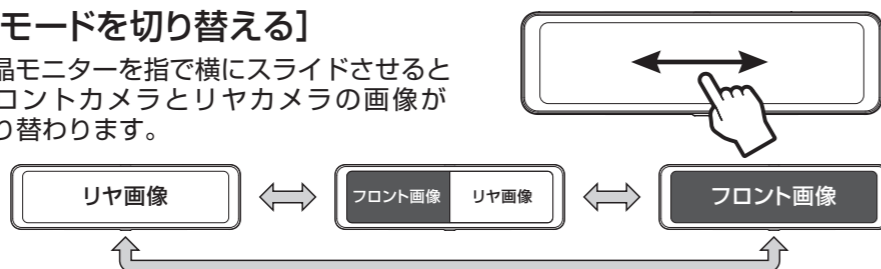 モードを切り替える]
晶モニターを指で横にスライドさせると
ロントカメラとリヤカメラの画像が
り替わります。
リヤ画像
フロント画像 リヤ画像
フロント画像